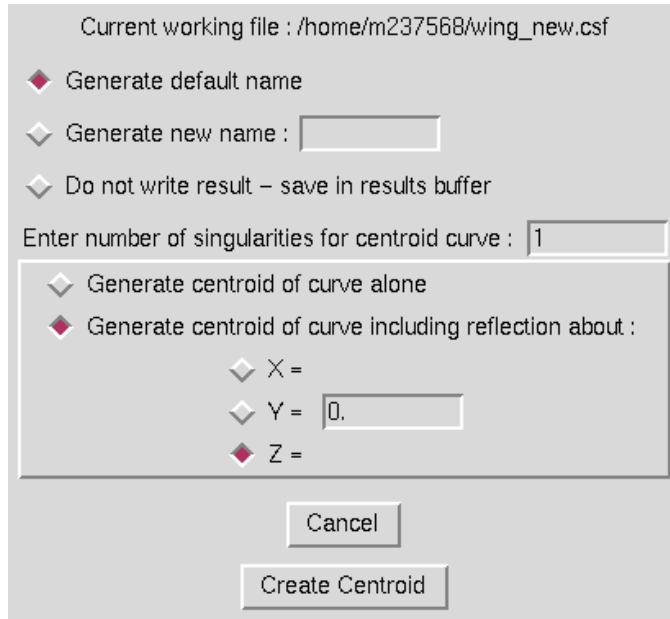 Current working file : /home/m237568/wing_new.csf
Generate default name
Generate new name :
Do not write result – save in results buffer
Enter number of singularities for centroid curve : 1
Generate centroid of curve alone
Generate centroid of curve including reflection about :
X =
Y = 0.
Z =
Cancel
Create Centroid